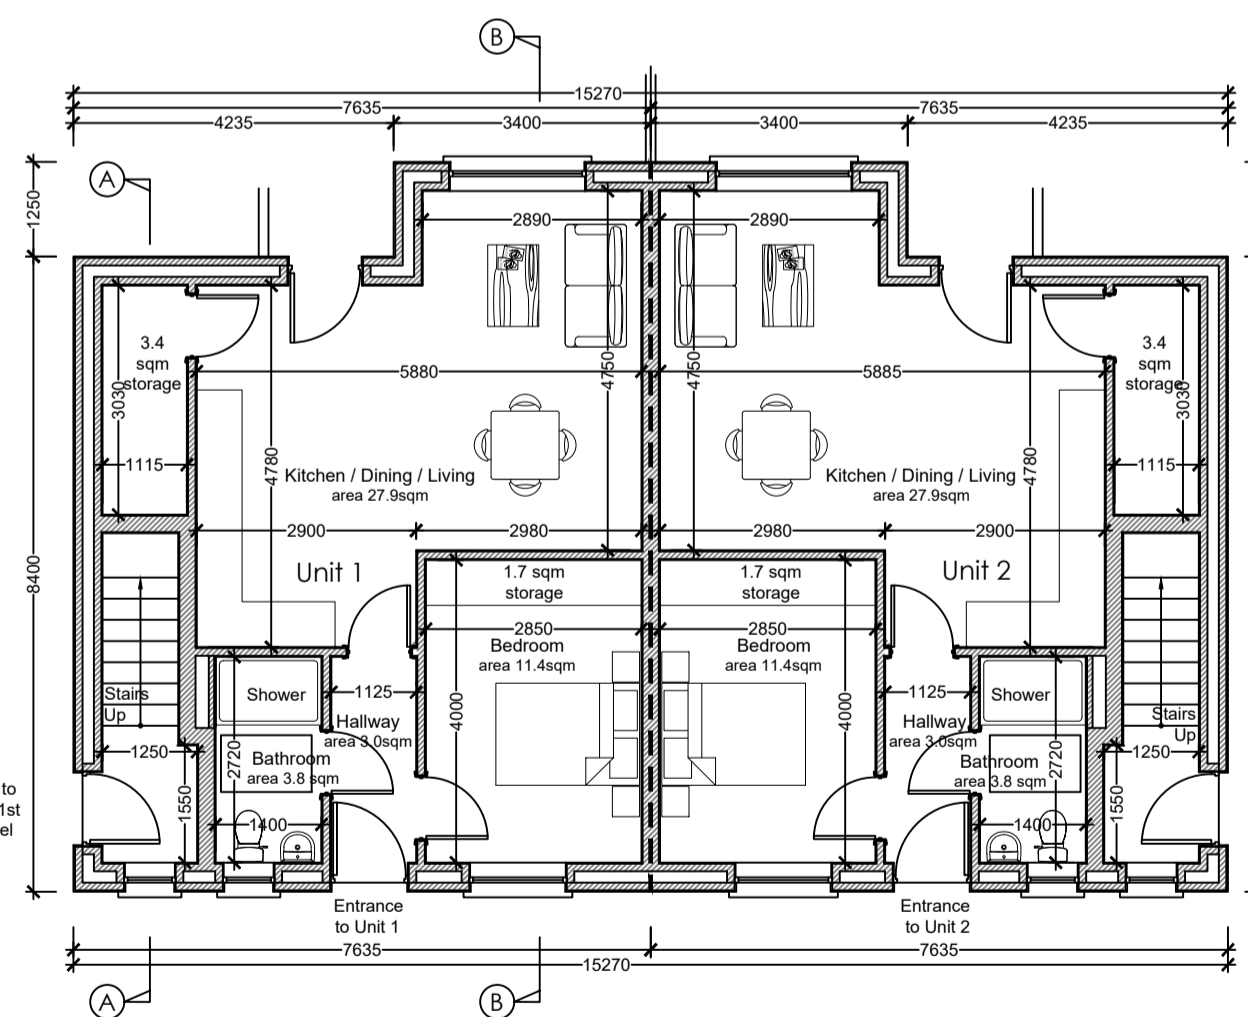 B
15270
7635
7635
4235
3400
3400
4235
A
1250
2890
2890
3.4
sqm
storage
3.4
sqm
storage
3030
4750
4750
3030
5880
5885
1115
4780
4780
1115
Kitchen / Dining / Living
area 27.9sqm
Kitchen / Dining / Living
area 27.9sqm
2900
2980
2980
2900
8400
Unit 1
1.7 sqm
storage
1.7 sqm
storage
Unit 2
2850
2850
Bedroom
area 11.4sqm
Bedroom
area 11.4sqm
Stairs
Up
Shower
1125
4000
4000
1125
Shower
Stairs
Up
Hallway
area 3.0sqm
Hallway
area 3.0sqm
1250
2720
Bathroom
area 3.8 sqm
Bathroom
area 3.8 sqm
2720
1250
to
1st
el
1550
1400
1400
1550
Entrance
to Unit 1
Entrance
to Unit 2
7635
7635
15270
A
B